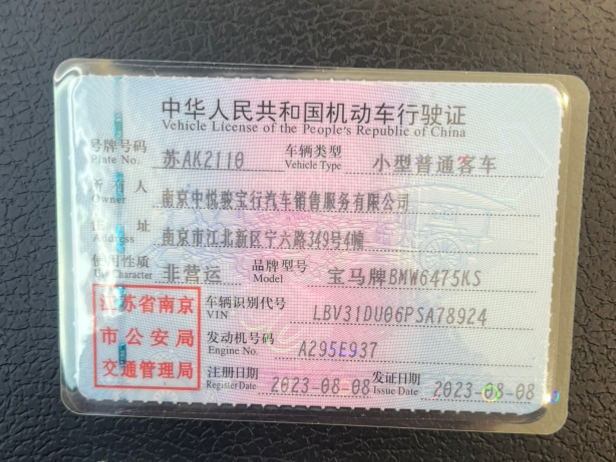 中华人民共和国机动车行驶证
Vehicle License of the People's Republic of China
号牌号码 苏AK2110 车辆类型 小型普通客车
Plate No. Vehicle Type
所有人 南京中悦骏宝行汽车销售服务有限公司
Owner
住址 南京市江北新区宁六路349号4幢
Address
使用性质 非营运 品牌型号 宝马牌BMW6475KS
Use Character Model
江苏省南京
市公安局
交通管理局
车辆识别代号 LBV31DU06PSA78924
VIN
发动机号码 A295E937
Engine No.
注册日期 2023-08-08 发证日期 2023-08-08
Register Date Issue Date